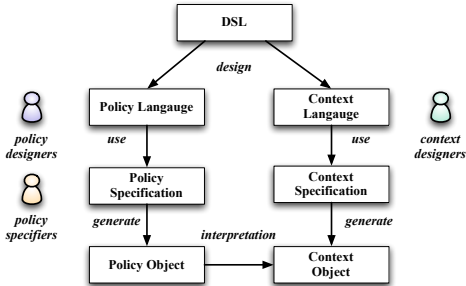 DSL
design
Policy Langauge
Context
Langauge
policy
designers
use
use
context
designers
Policy
Specification
Context
Specification
policy
specifiers
generate
generate
interpretation
Policy Object
Context
Object